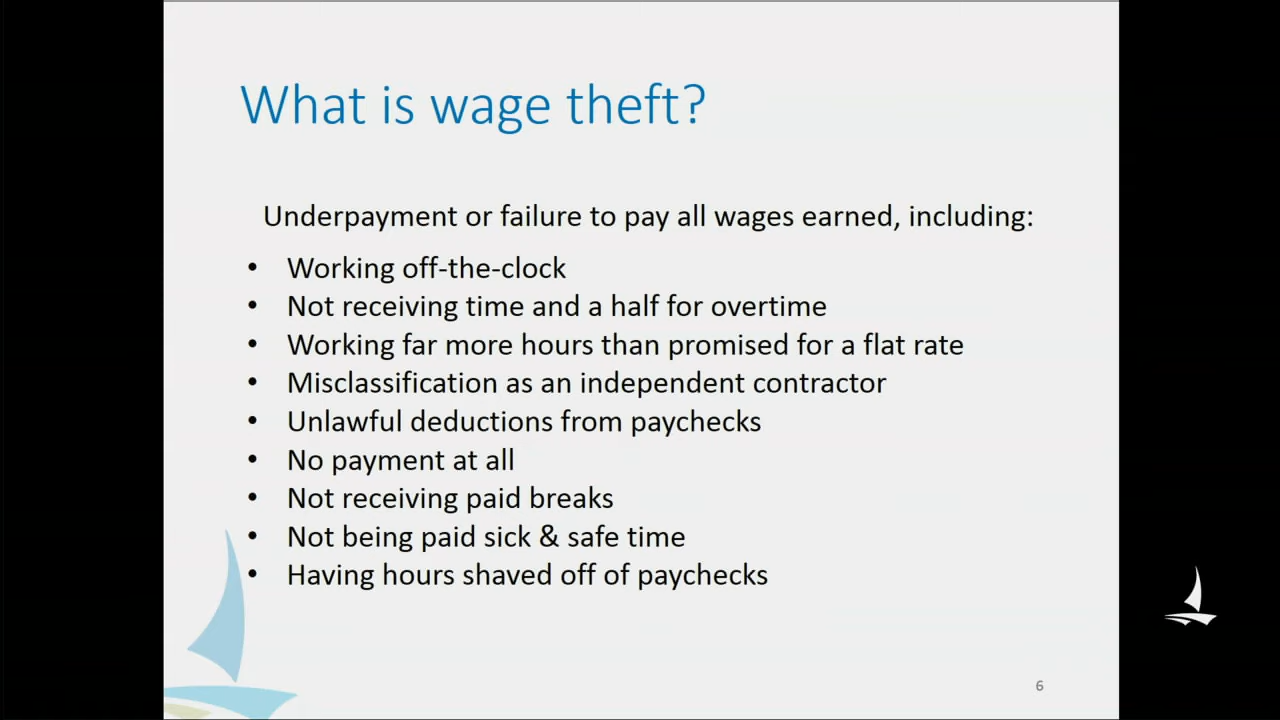 What is wage theft?
Underpayment or failure to pay all wages earned, including:
• Working off-the-clock
• Not receiving time and a half for overtime
• Working far more hours than promised for a flat rate
• Misclassification as an independent contractor
• Unlawful deductions from paychecks
• No payment at all
• Not receiving paid breaks
• Not being paid sick & safe time
• Having hours shaved off of paychecks
6